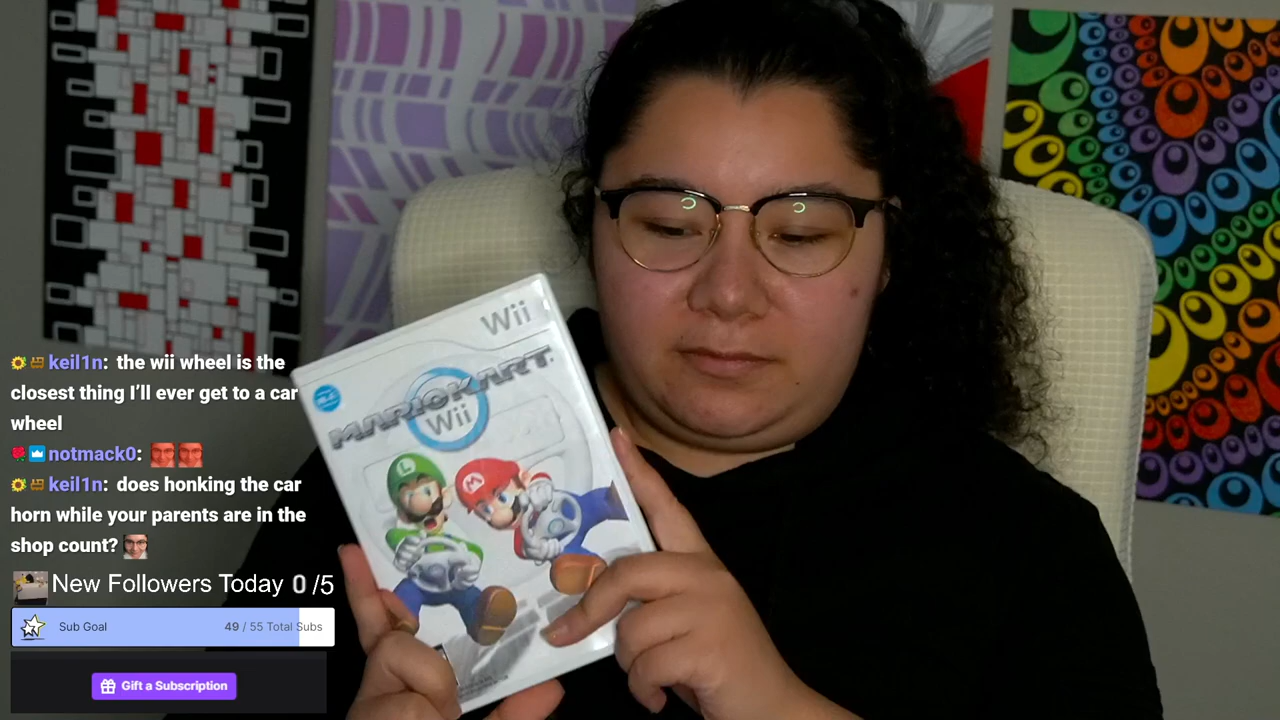 Wii
MARIOKART
Wii
L
M
keil1n: the wii wheel is the
closest thing I'll ever get to a car
wheel
notmack0:
keil1n: does honking the car
horn while your parents are in the
shop count?
New Followers Today 0 /5
Sub Goal 49 / 55 Total Subs
Gift a Subscription